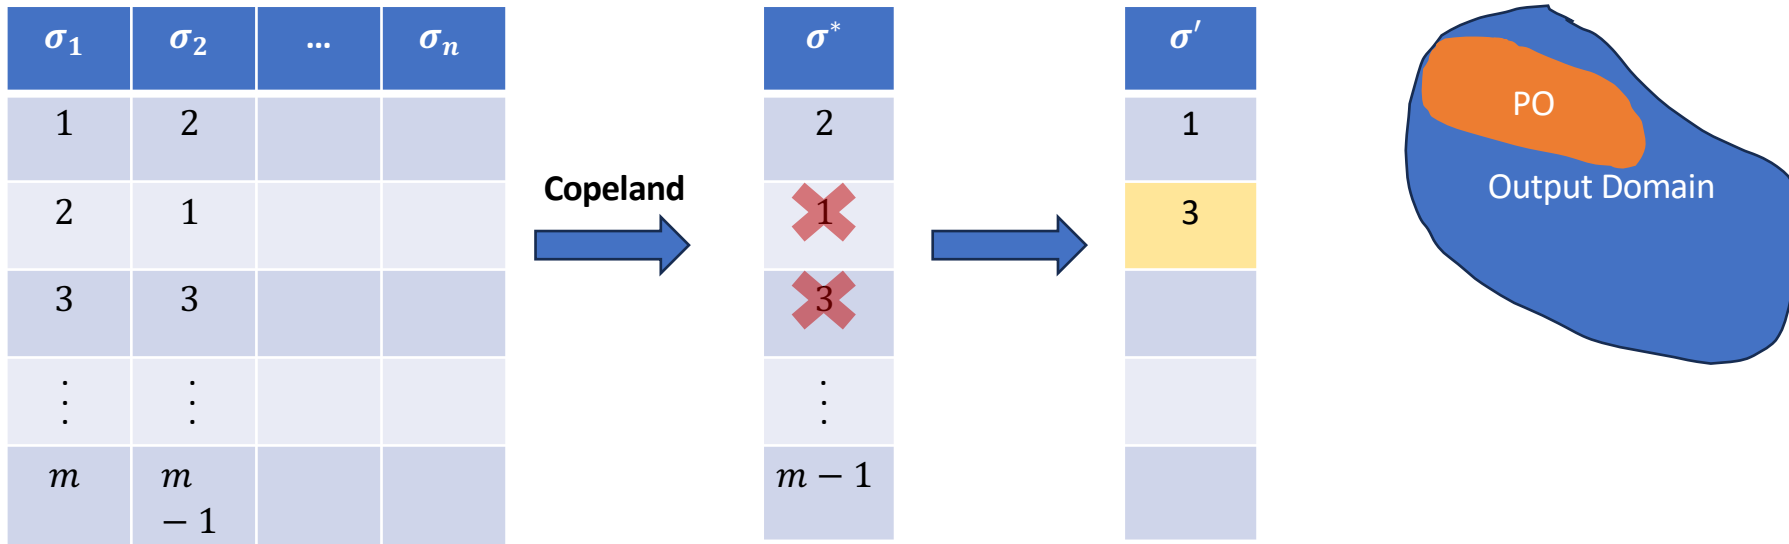 σ₁ σ₂ ... σₙ
1 2
2 1
3 3
⋮ ⋮
m m
− 1
Copeland
σ*
2
1
3
⋮
m − 1
σ′
1
3
PO
Output Domain